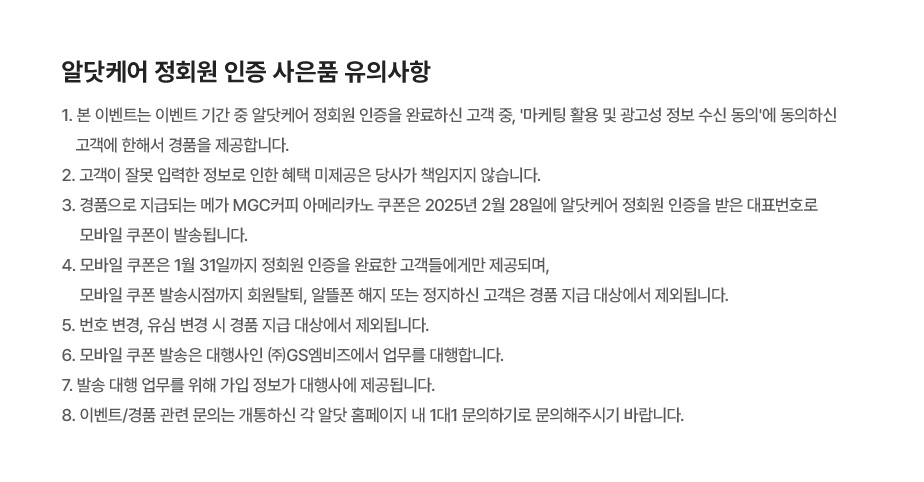 알닷케어 정회원 인증 사은품 유의사항
1. 본 이벤트는 이벤트 기간 중 알닷케어 정회원 인증을 완료하신 고객 중, '마케팅 활용 및 광고성 정보 수신 동의'에 동의하신
고객에 한해서 경품을 제공합니다.
2. 고객이 잘못 입력한 정보로 인한 혜택 미제공은 당사가 책임지지 않습니다.
3. 경품으로 지급되는 메가 MGC커피 아메리카노 쿠폰은 2025년 2월 28일에 알닷케어 정회원 인증을 받은 대표번호로
모바일 쿠폰이 발송됩니다.
4. 모바일 쿠폰은 1월 31일까지 정회원 인증을 완료한 고객들에게만 제공되며,
모바일 쿠폰 발송시점까지 회원탈퇴, 알뜰폰 해지 또는 정지하신 고객은 경품 지급 대상에서 제외됩니다.
5. 번호 변경, 유심 변경 시 경품 지급 대상에서 제외됩니다.
6. 모바일 쿠폰 발송은 대행사인 ㈜GS엠비즈에서 업무를 대행합니다.
7. 발송 대행 업무를 위해 가입 정보가 대행사에 제공됩니다.
8. 이벤트/경품 관련 문의는 개통하신 각 알닷 홈페이지 내 1대1 문의하기로 문의해주시기 바랍니다.